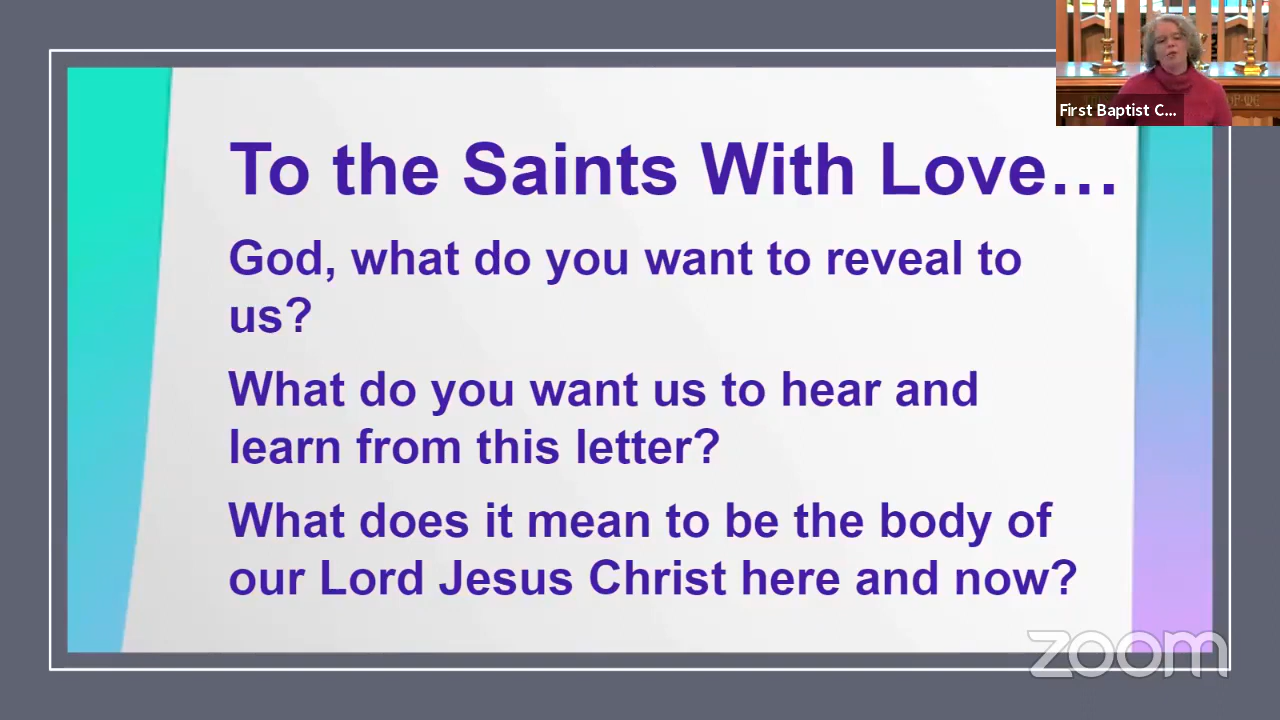 To the Saints With Love…
God, what do you want to reveal to
us?
What do you want us to hear and
learn from this letter?
What does it mean to be the body of
our Lord Jesus Christ here and now?
First Baptist C...
zoom